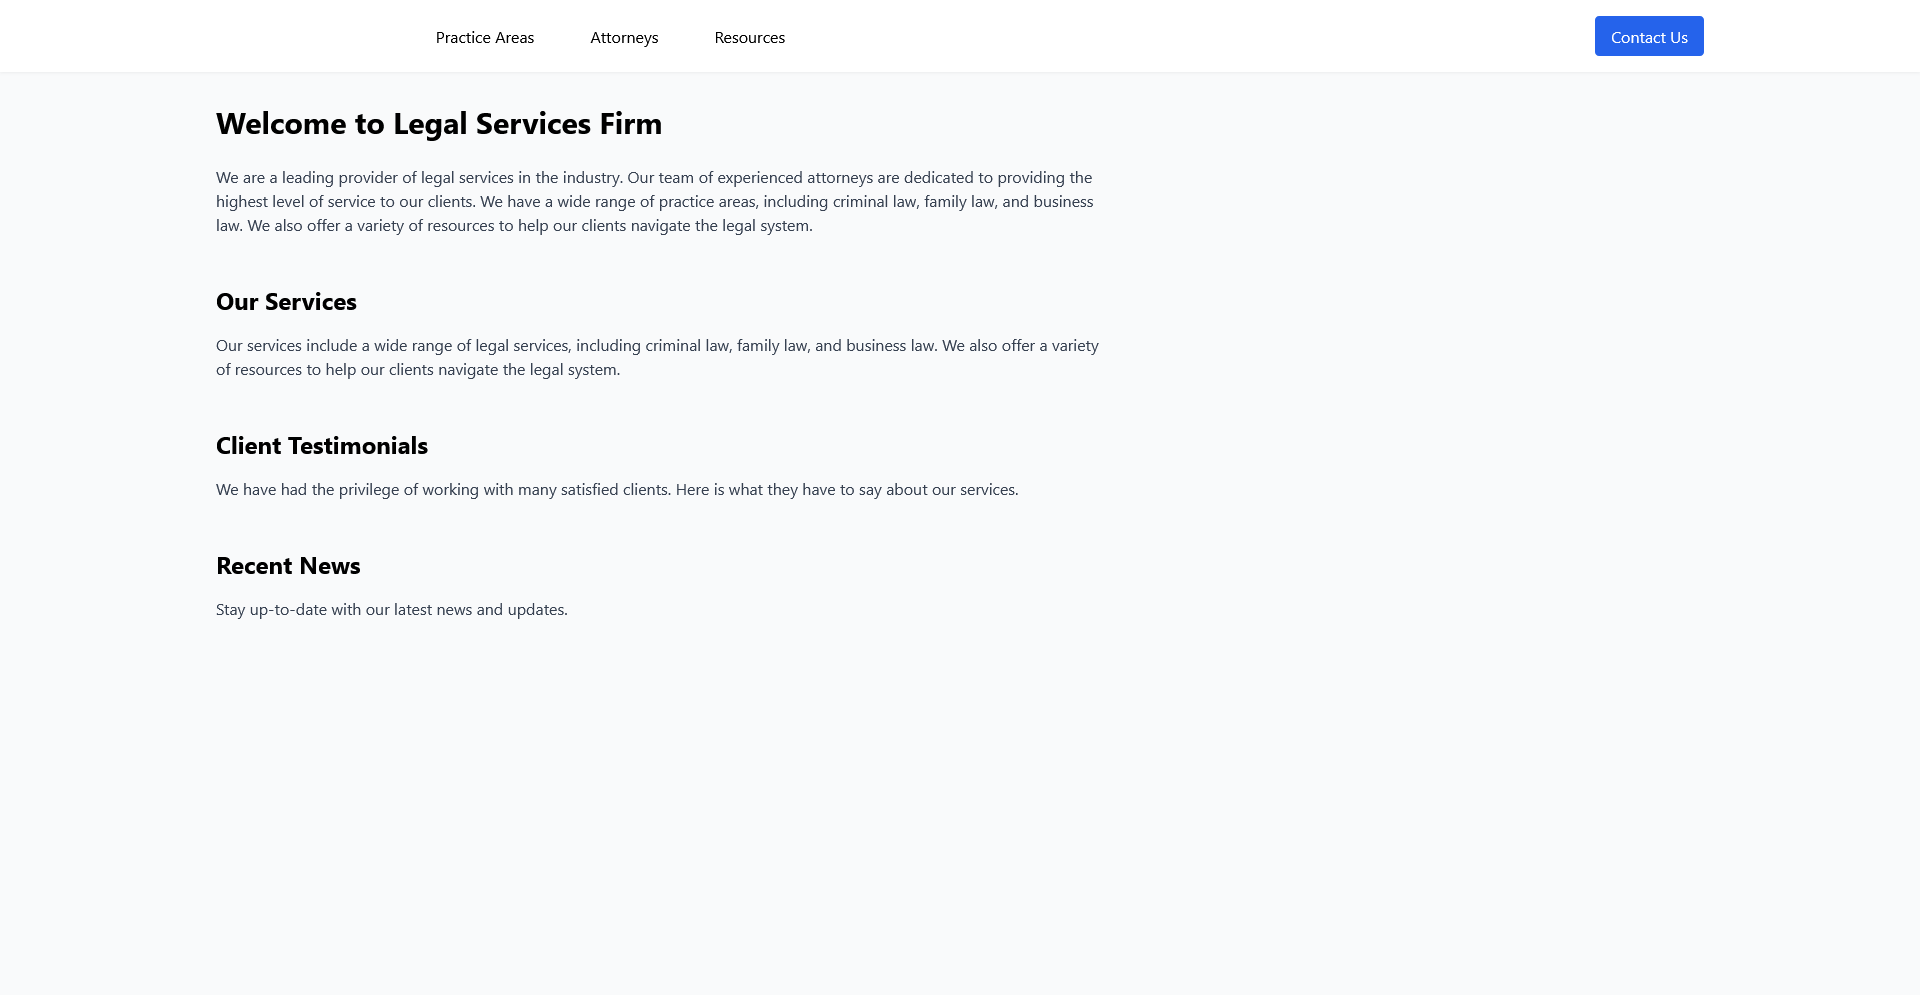 Practice Areas
Attorneys
Resources
Contact Us
Welcome to Legal Services Firm
We are a leading provider of legal services in the industry. Our team of experienced attorneys are dedicated to providing the
highest level of service to our clients. We have a wide range of practice areas, including criminal law, family law, and business
law. We also offer a variety of resources to help our clients navigate the legal system.
Our Services
Our services include a wide range of legal services, including criminal law, family law, and business law. We also offer a variety
of resources to help our clients navigate the legal system.
Client Testimonials
We have had the privilege of working with many satisfied clients. Here is what they have to say about our services.
Recent News
Stay up-to-date with our latest news and updates.